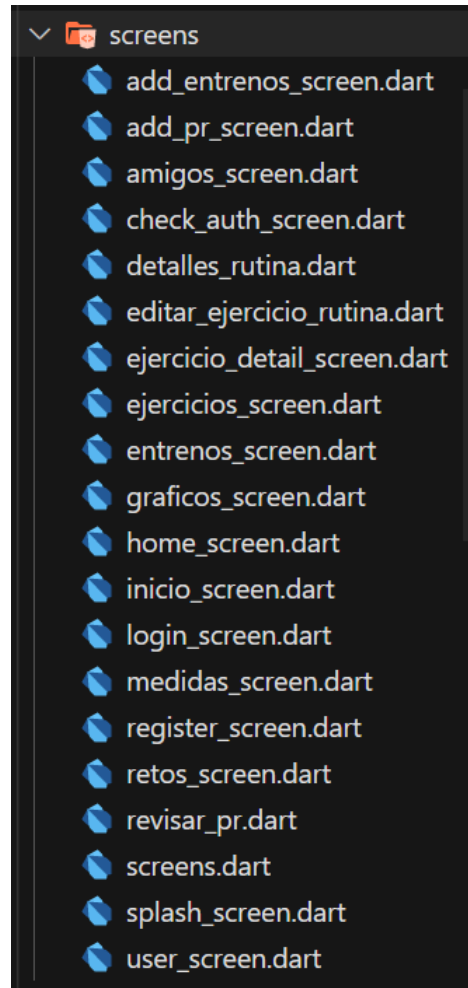 screens
add_entrenos_screen.dart
add_pr_screen.dart
amigos_screen.dart
check_auth_screen.dart
detalles_rutina.dart
editar_ejercicio_rutina.dart
ejercicio_detail_screen.dart
ejercicios_screen.dart
entrenos_screen.dart
graficos_screen.dart
home_screen.dart
inicio_screen.dart
login_screen.dart
medidas_screen.dart
register_screen.dart
retos_screen.dart
revisar_pr.dart
screens.dart
splash_screen.dart
user_screen.dart